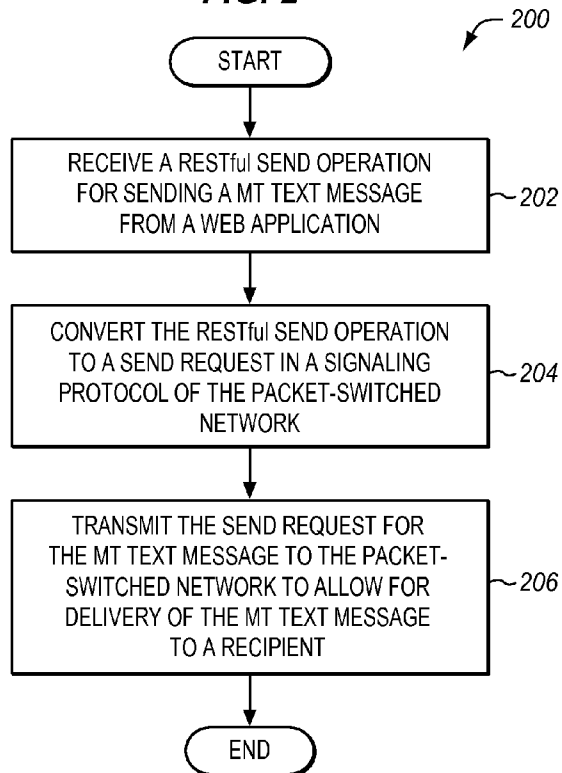 FIG. 2
200
START
RECEIVE A RESTful SEND OPERATION
FOR SENDING A MT TEXT MESSAGE
FROM A WEB APPLICATION
202
CONVERT THE RESTful SEND OPERATION
TO A SEND REQUEST IN A SIGNALING
PROTOCOL OF THE PACKET-SWITCHED
NETWORK
204
TRANSMIT THE SEND REQUEST FOR
THE MT TEXT MESSAGE TO THE PACKET-
SWITCHED NETWORK TO ALLOW FOR
DELIVERY OF THE MT TEXT MESSAGE
TO A RECIPIENT
206
END